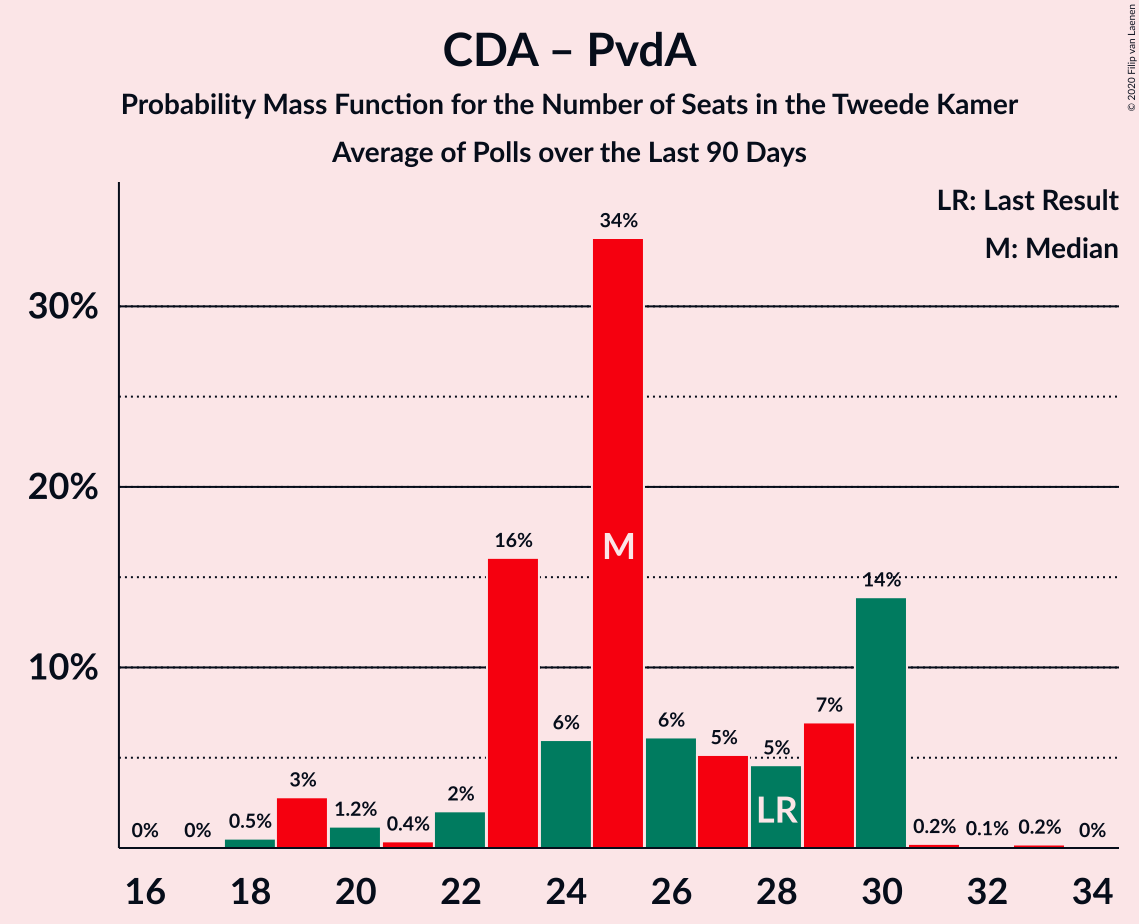 CDA – PvdA
Probability Mass Function for the Number of Seats in the Tweede Kamer
Average of Polls over the Last 90 Days
© 2020 Filip van Laenen
LR: Last Result
M: Median
30%
20%
10%
0%
0%
0.5%
3%
1.2%
0.4%
2%
16%
6%
34%
6%
5%
5%
7%
14%
0.2%
0.1%
0.2%
0%
M
LR
16 18 20 22 24 26 28 30 32 34